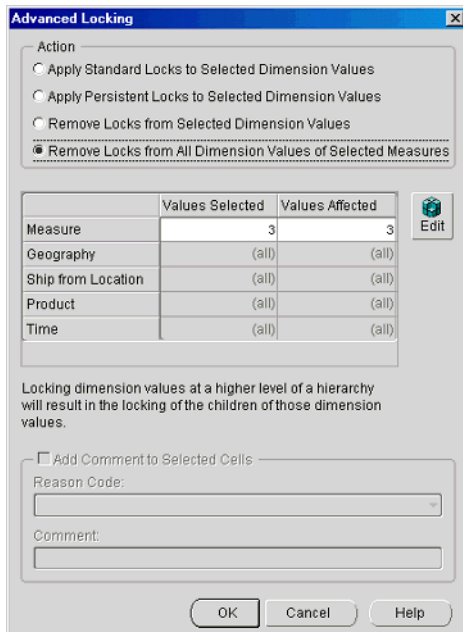 Advanced Locking
Action
Apply Standard Locks to Selected Dimension Values
Apply Persistent Locks to Selected Dimension Values
Remove Locks from Selected Dimension Values
Remove Locks from All Dimension Values of Selected Measures
Values Selected Values Affected
Measure 3 3
Geography (all) (all)
Ship from Location (all) (all)
Product (all) (all)
Time (all) (all)
Edit
Locking dimension values at a higher level of a hierarchy
will result in the locking of the children of those dimension
values.
Add Comment to Selected Cells
Reason Code:
Comment:
OK Cancel Help